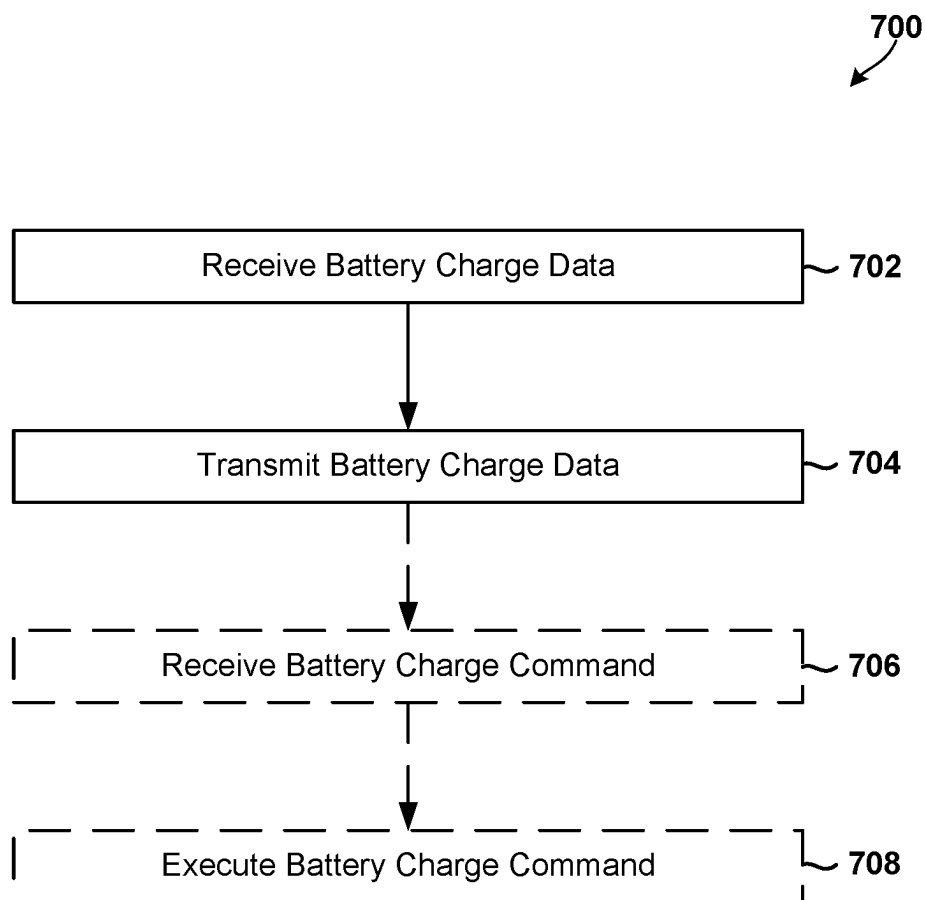 700
Receive Battery Charge Data
702
Transmit Battery Charge Data
704
Receive Battery Charge Command
706
Execute Battery Charge Command
708